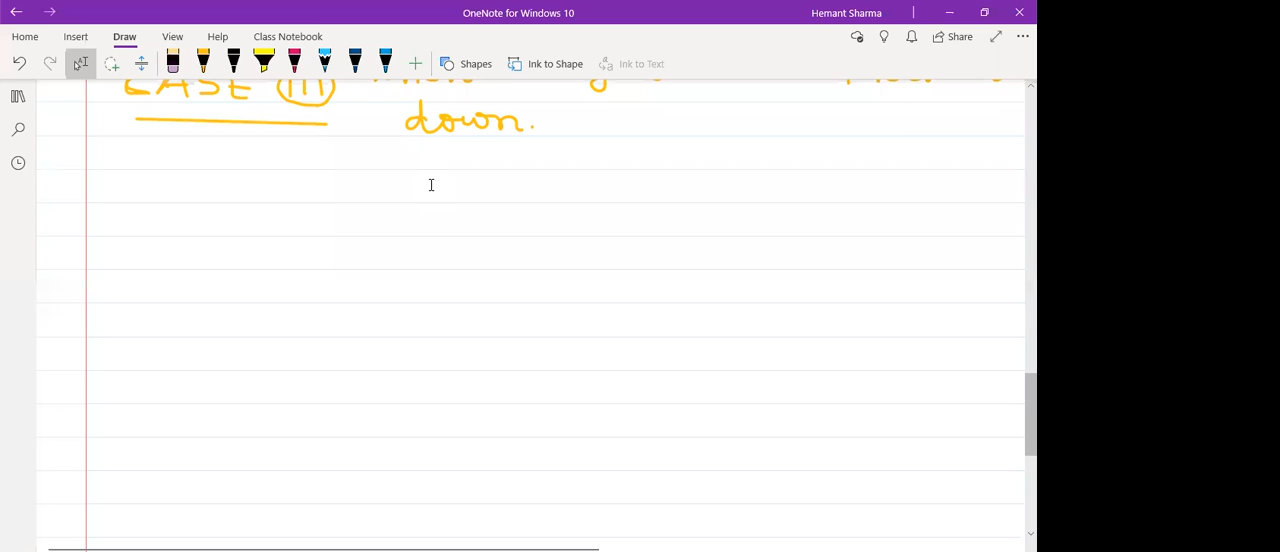 OneNote for Windows 10
Hemant Sharma
Home Insert Draw View Help Class Notebook
Share
Shapes Ink to Shape Ink to Text
CASE III
down.